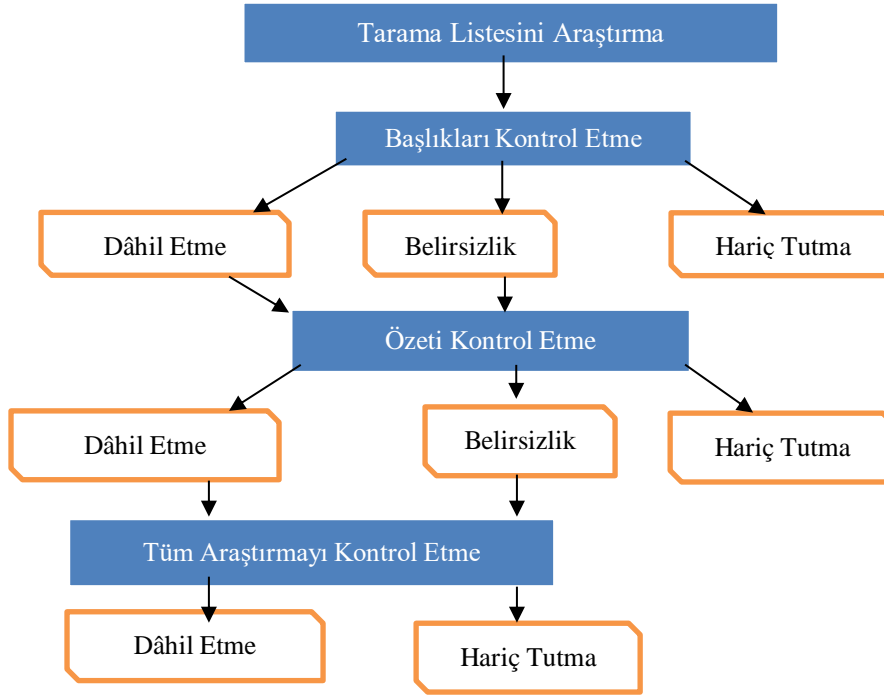 Tarama Listesini Araştırma
Başlıkları Kontrol Etme
Dâhil Etme
Belirsizlik
Hariç Tutma
Özeti Kontrol Etme
Dâhil Etme
Belirsizlik
Hariç Tutma
Tüm Araştırmayı Kontrol Etme
Dâhil Etme
Hariç Tutma